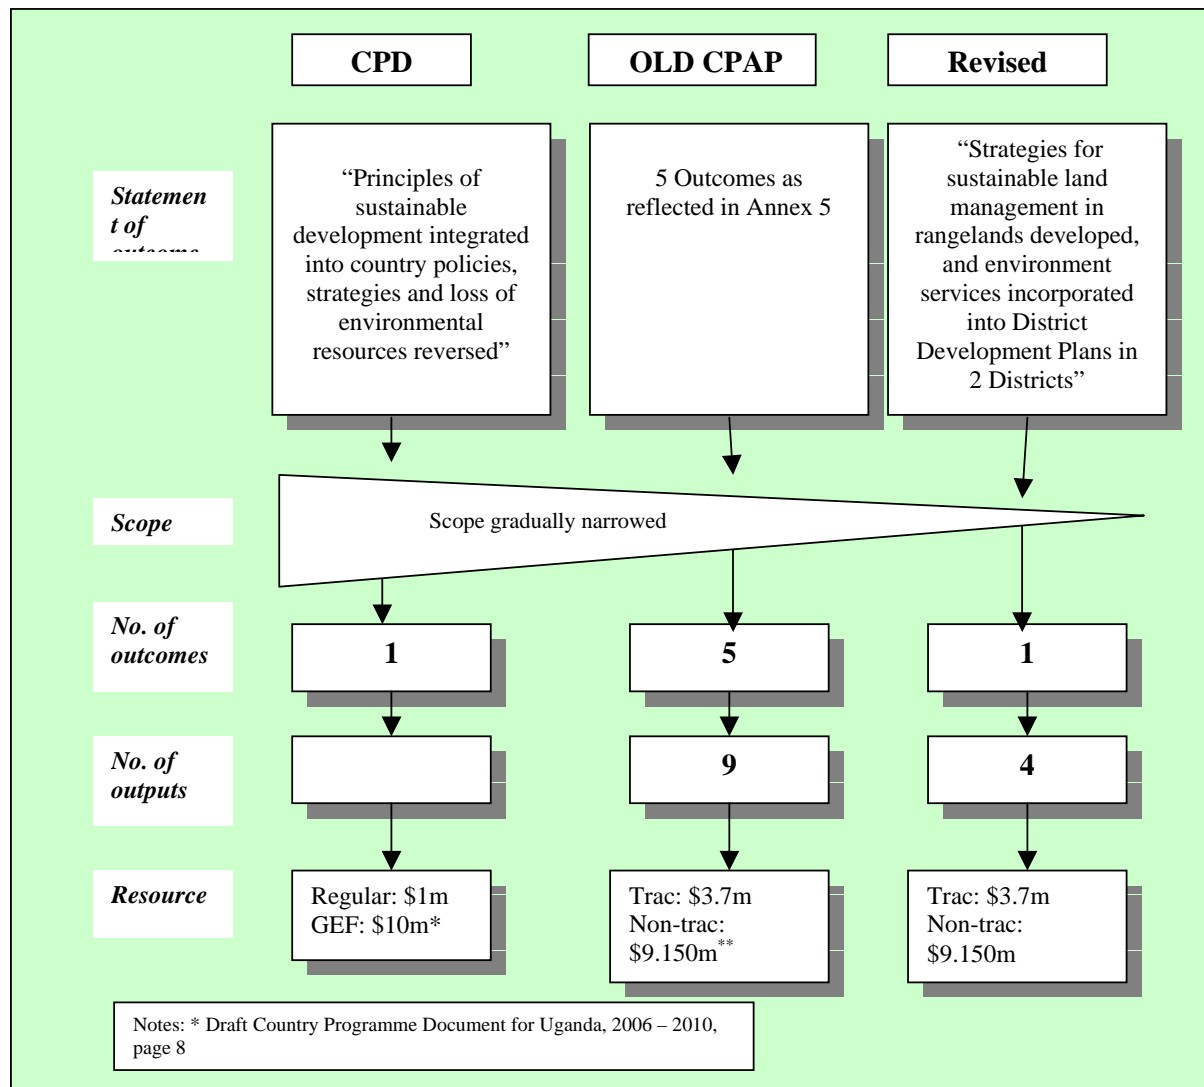 CPD
OLD CPAP
Revised
Statemen
t of
outcome
“Principles of
sustainable
development integrated
into country policies,
strategies and loss of
environmental
resources reversed”
5 Outcomes as
reflected in Annex 5
“Strategies for
sustainable land
management in
rangelands developed,
and environment
services incorporated
into District
Development Plans in
2 Districts”
Scope
Scope gradually narrowed
No. of
outcomes
1
5
1
No. of
outputs
9
4
Resource
Regular: $1m
GEF: $10m*
Trac: $3.7m
Non-trac:
$9.150m**
Trac: $3.7m
Non-trac:
$9.150m
Notes: * Draft Country Programme Document for Uganda, 2006 – 2010,
page 8